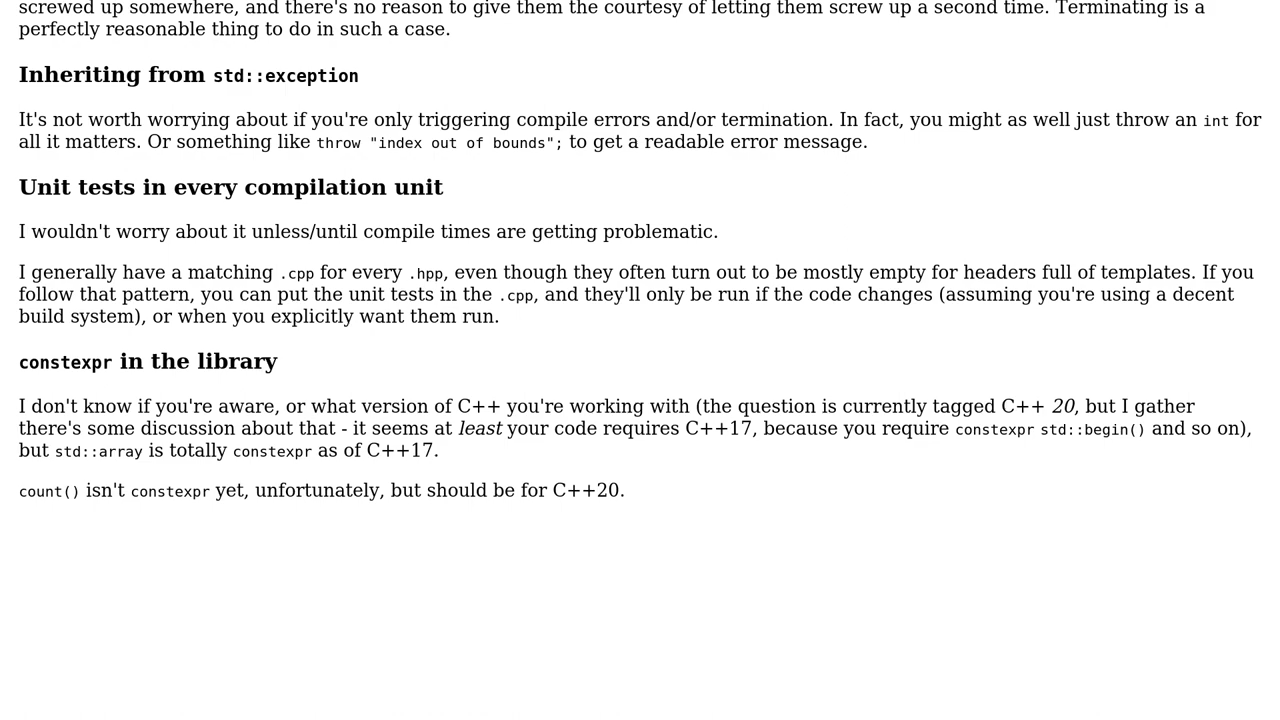 screwed up somewhere, and there's no reason to give them the courtesy of letting them screw up a second time. Terminating is a
perfectly reasonable thing to do in such a case.
Inheriting from std::exception
It's not worth worrying about if you're only triggering compile errors and/or termination. In fact, you might as well just throw an int for
all it matters. Or something like throw "index out of bounds"; to get a readable error message.
Unit tests in every compilation unit
I wouldn't worry about it unless/until compile times are getting problematic.
I generally have a matching .cpp for every .hpp, even though they often turn out to be mostly empty for headers full of templates. If you
follow that pattern, you can put the unit tests in the .cpp, and they'll only be run if the code changes (assuming you're using a decent
build system), or when you explicitly want them run.
constexpr in the library
I don't know if you're aware, or what version of C++ you're working with (the question is currently tagged C++ 20, but I gather
there's some discussion about that - it seems at least your code requires C++17, because you require constexpr std::begin() and so on),
but std::array is totally constexpr as of C++17.
count() isn't constexpr yet, unfortunately, but should be for C++20.